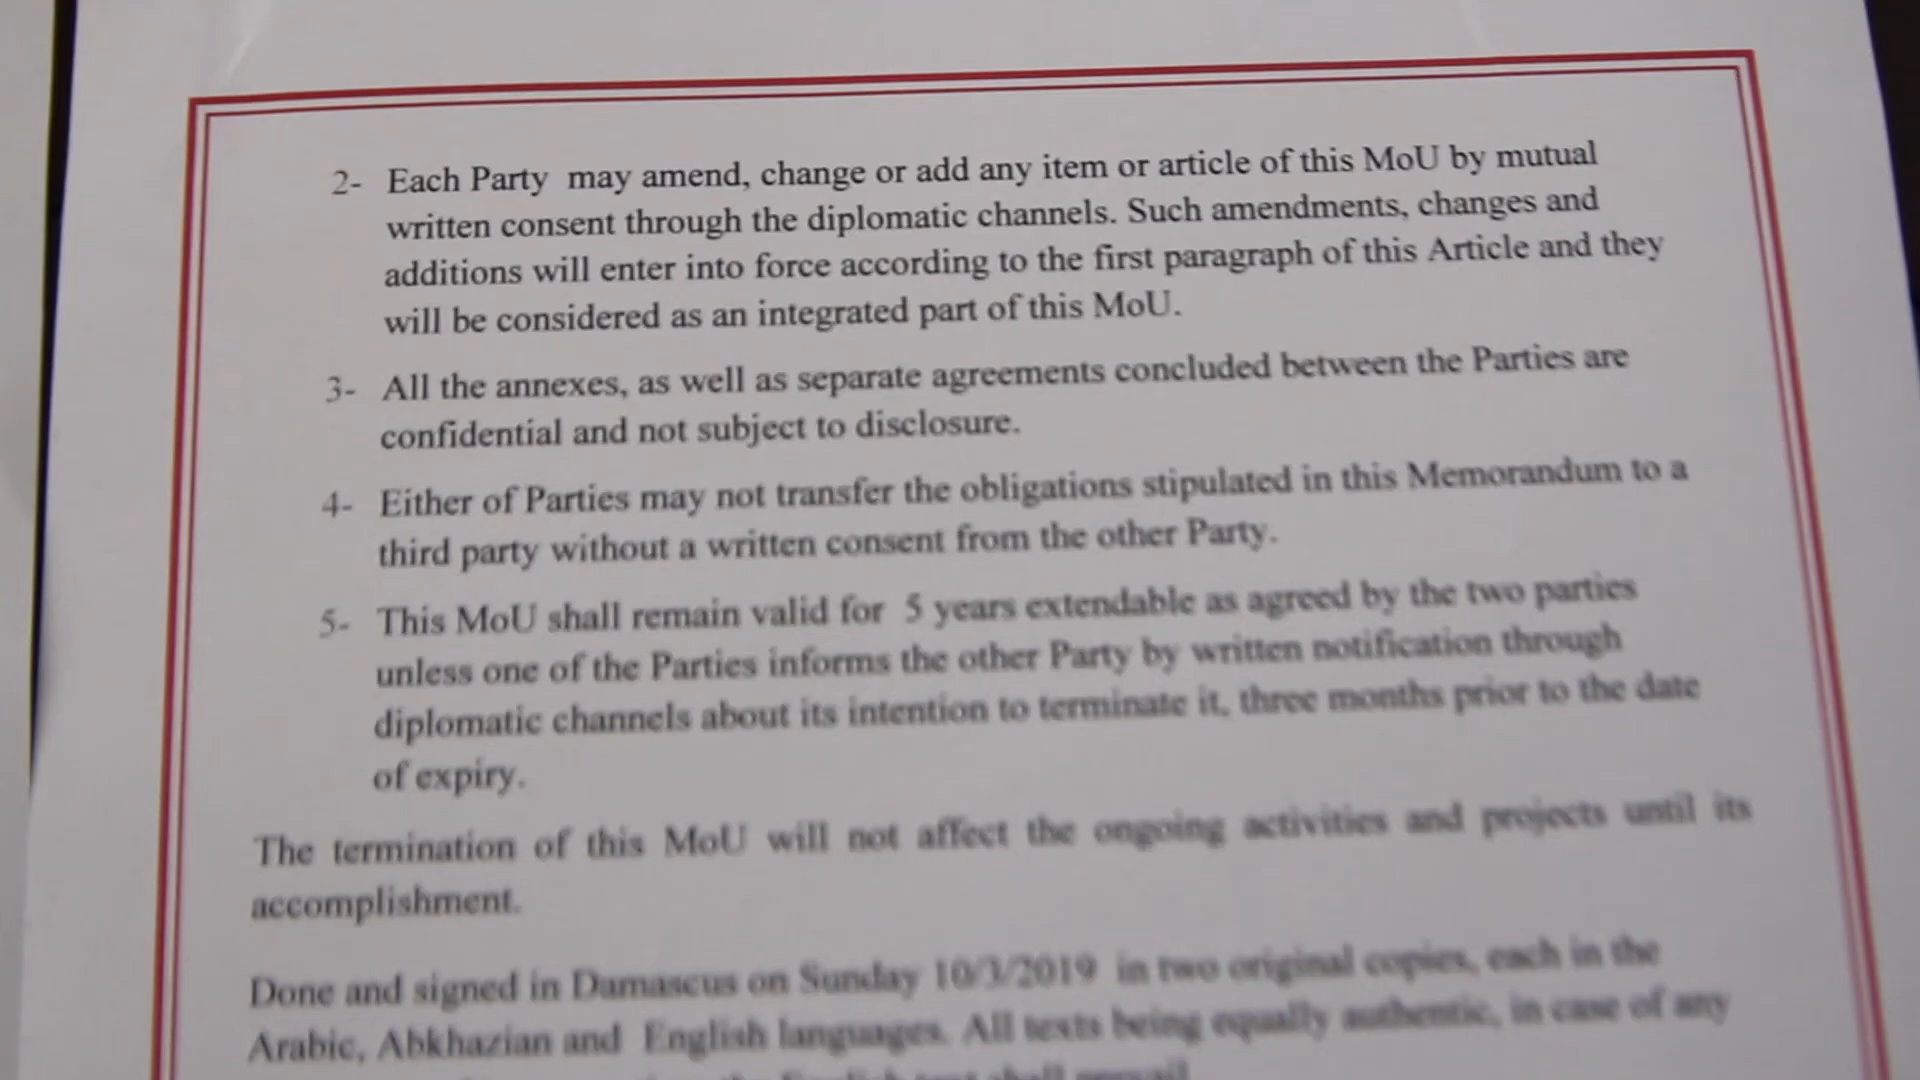 2- Each Party may amend, change or add any item or article of this MoU by mutual
written consent through the diplomatic channels. Such amendments, changes and
additions will enter into force according to the first paragraph of this Article and they
will be considered as an integrated part of this MoU.
3- All the annexes, as well as separate agreements concluded between the Parties are
confidential and not subject to disclosure.
4- Either of Parties may not transfer the obligations stipulated in this Memorandum to a
third party without a written consent from the other Party.
5- This MoU shall remain valid for 5 years extendable as agreed by the two parties
unless one of the Parties informs the other Party by written notification through
diplomatic channels about its intention to terminate it, three months prior to the date
of expiry.
The termination of this MoU will not affect the ongoing activities and projects until its
accomplishment.
Done and signed in Damascus on Sunday 10/3/2019 in two original copies, each in the
Arabic, Abkhazian and English languages. All texts being equally authentic, in case of any
the English text shall prevail